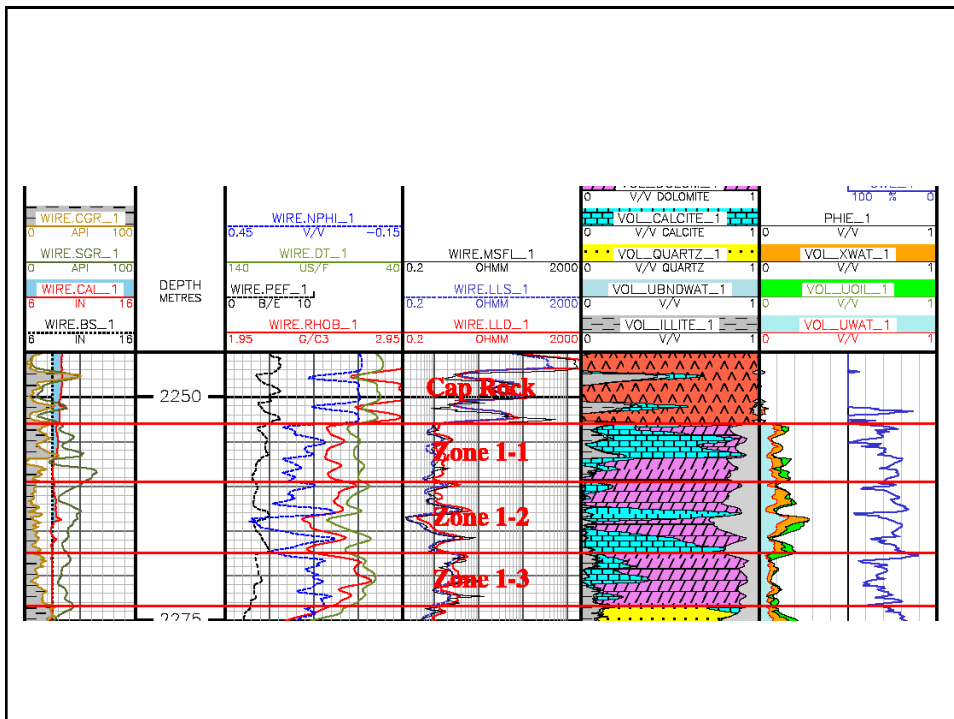 WIRE.CGR_1
0 API 100
WIRE.SGR_1
0 API 100
WIRE.CAL_1
6 IN 16
WIRE.BS_1
6 IN 16
DEPTH
METRES
WIRE.NPHI_1
0.45 V/V -0.15
WIRE.DT_1
140 US/F 40
WIRE.PEF_1
0 B/E 10
WIRE.RHOB_1
1.95 G/C3 2.95
WIRE.MSFL_1
0.2 OHMM 2000
WIRE.LLS_1
0.2 OHMM 2000
WIRE.LLD_1
0.2 OHMM 2000
0 V/V DOLOMITE 1
VOL_CALCITE_1
0 V/V CALCITE 1
VOL_QUARTZ_1
0 V/V QUARTZ 1
VOL_UBNDWAT_1
0 V/V 1
VOL_ILLITE_1
0 V/V 1
100 % 0
PHIE_1
0 1
VOL_XWAT_1
0 V/V 1
VOL_UOIL_1
0 V/V 1
VOL_UWAT_1
0 V/V 1
2250
Cap Rock
Zone 1-1
Zone 1-2
Zone 1-3
2275